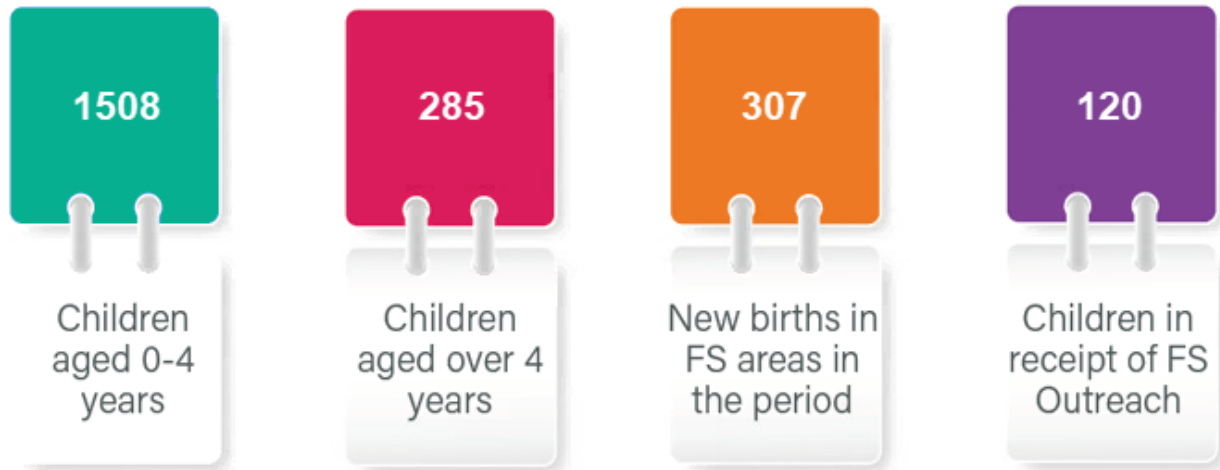 1508
Children
aged 0-4
years
285
Children
aged over 4
years
307
New births in
FS areas in
the period
120
Children in
receipt of FS
Outreach